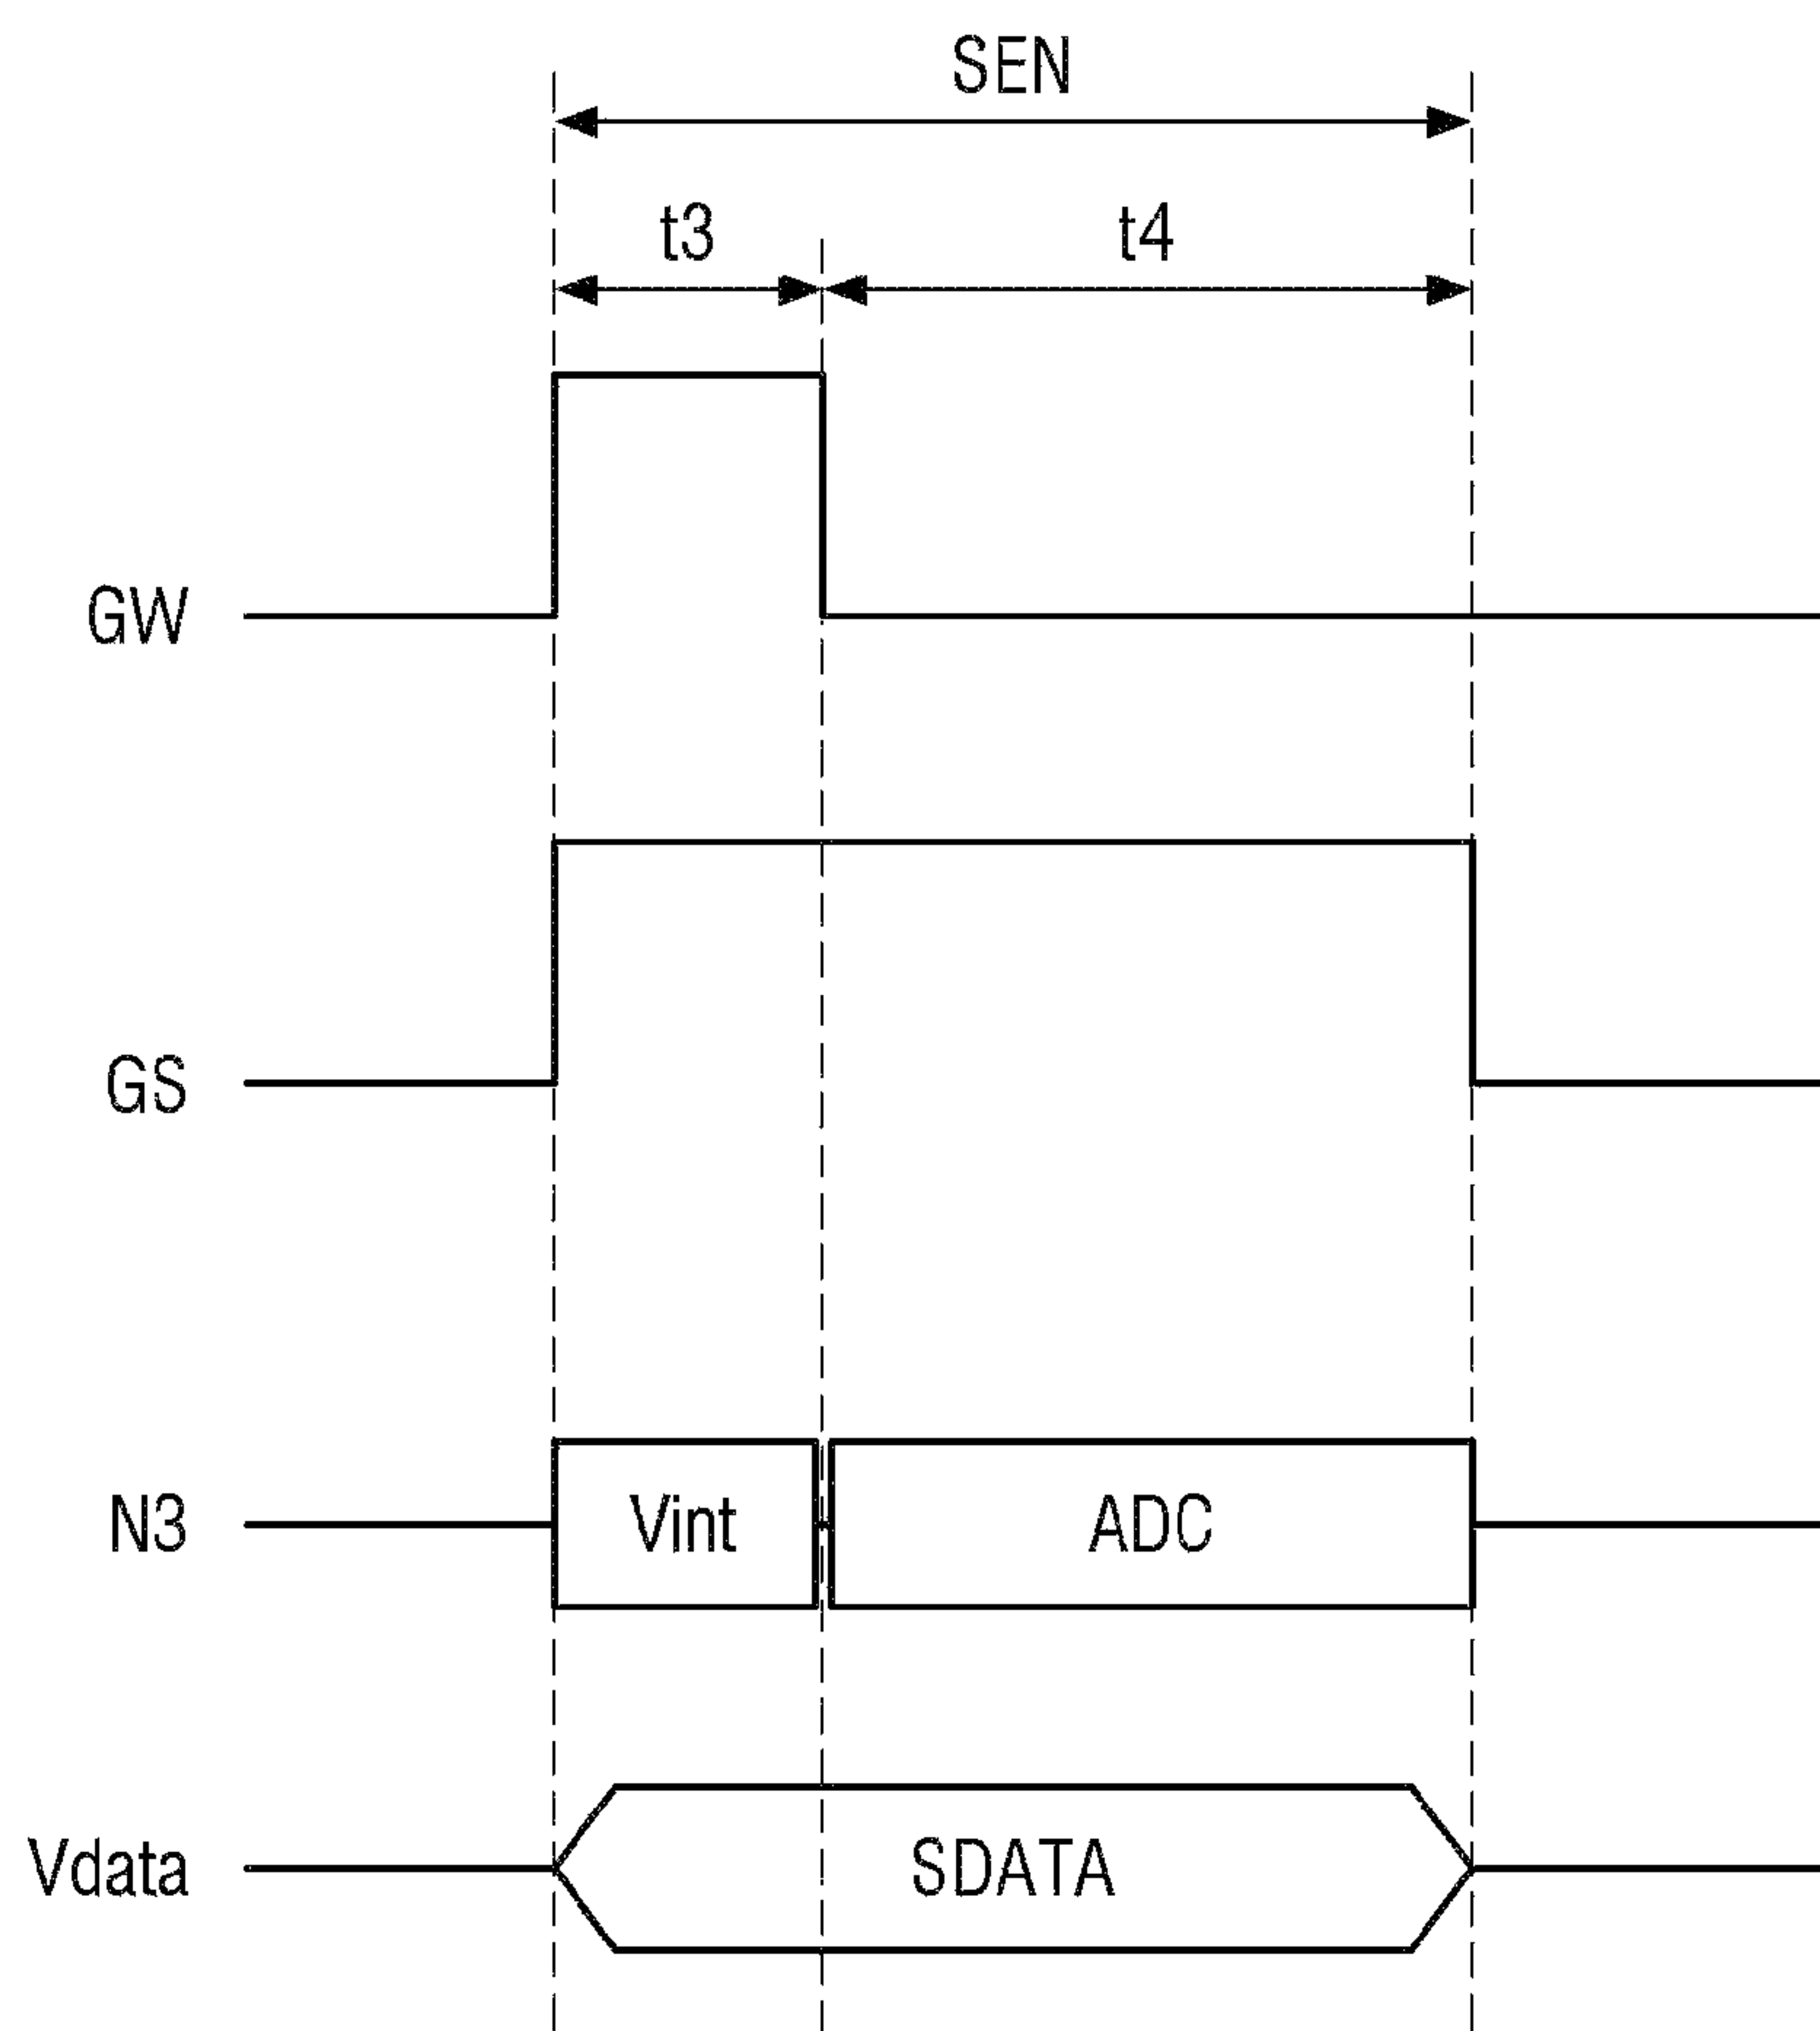 SEN
t3 t4
GW
GS
N3 Vint ADC
Vdata SDATA